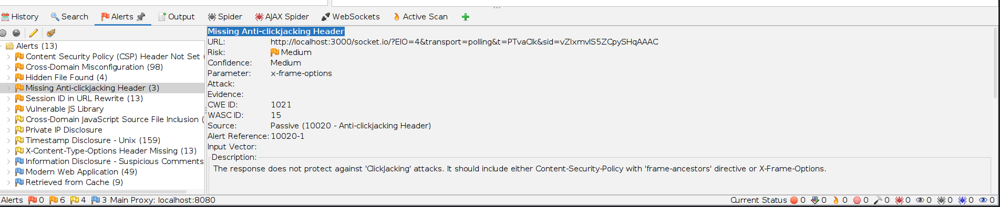 History Search Alerts Output Spider AJAX Spider WebSockets Active Scan
Alerts (13)
Content Security Policy (CSP) Header Not Set (
Cross-Domain Misconfiguration (98)
Hidden File Found (4)
Missing Anti-clickjacking Header (3)
Session ID in URL Rewrite (13)
Vulnerable JS Library
Cross-Domain JavaScript Source File Inclusion (
Private IP Disclosure
Timestamp Disclosure - Unix (159)
X-Content-Type-Options Header Missing (13)
Information Disclosure - Suspicious Comments
Modern Web Application (49)
Retrieved from Cache (9)
Missing Anti-clickjacking Header
URL: http://localhost:3000/socket.io/?EIO=4&transport=polling&t=PTvaClk&sid=vZlxmvlS5ZCpySHqAAAC
Risk: Medium
Confidence: Medium
Parameter: x-frame-options
Attack:
Evidence:
CWE ID: 1021
WASC ID: 15
Source: Passive (10020 - Anti-clickjacking Header)
Alert Reference: 10020-1
Input Vector:
Description:
The response does not protect against 'ClickJacking' attacks. It should include either Content-Security-Policy with 'frame-ancestors' directive or X-Frame-Options.
Alerts 0 6 4 3 Main Proxy: localhost:8080 Current Status 0 0 0 0 0 0 0 0 0 0